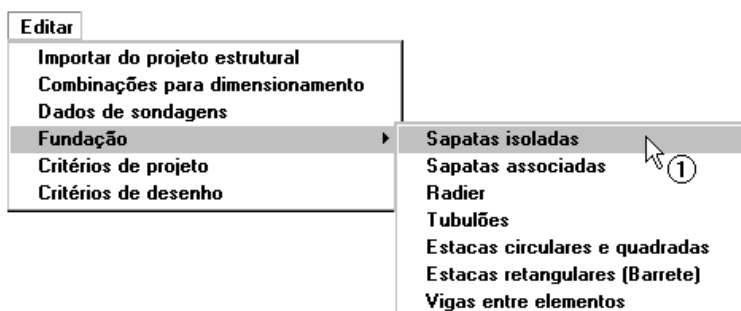 Editar
Importar do projeto estrutural
Combinações para dimensionamento
Dados de sondagens
Fundação
Critérios de projeto
Critérios de desenho
Sapatas isoladas
1
Sapatas associadas
Radier
Tubulões
Estacas circulares e quadradas
Estacas retangulares (Barrete)
Vigas entre elementos